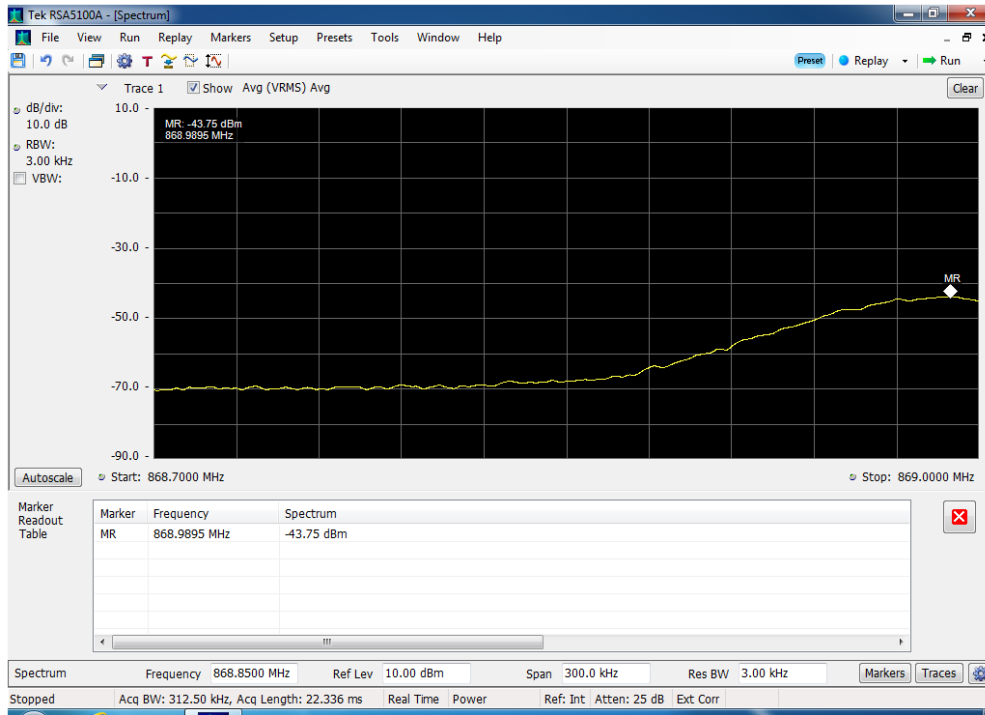 Tek RSA5100A - [Spectrum]
File View Run Replay Markers Setup Presets Tools Window Help
T Preset Replay Run
Trace 1 Show Avg (VRMS) Avg Clear
dB/div:
10.0 dB
RBW:
3.00 kHz
VBW:
10.0 -
-10.0 -
-30.0 -
-50.0 -
-70.0 -
-90.0 -
MR: -43.75 dBm
868.9895 MHz
MR
Autoscale Start: 868.7000 MHz Stop: 869.0000 MHz
Marker
Readout
Table
Marker Frequency Spectrum
MR 868.9895 MHz -43.75 dBm
Spectrum Frequency 868.8500 MHz Ref Lev 10.00 dBm Span 300.0 kHz Res BW 3.00 kHz Markers Traces
Stopped Acq BW: 312.50 kHz, Acq Length: 22.336 ms Real Time Power Ref: Int Atten: 25 dB Ext Corr